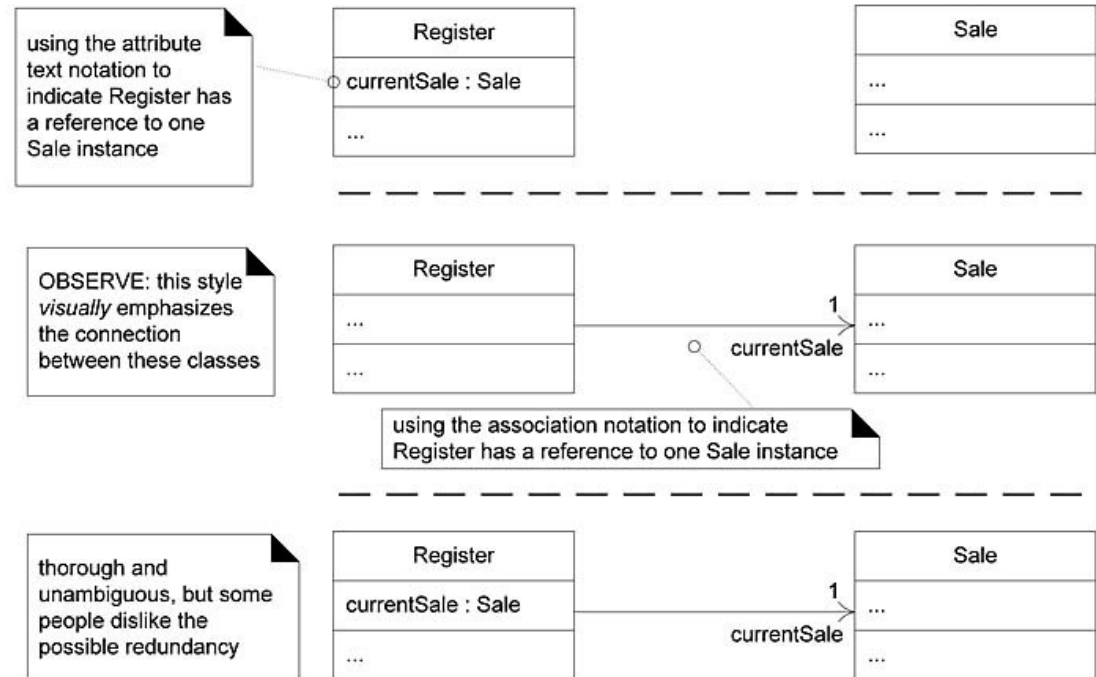 using the attribute
text notation to
indicate Register has
a reference to one
Sale instance
Register
currentSale : Sale
...
Sale
...
...
OBSERVE: this style
visually emphasizes
the connection
between these classes
Register
...
...
1
currentSale
Sale
...
...
using the association notation to indicate
Register has a reference to one Sale instance
thorough and
unambiguous, but some
people dislike the
possible redundancy
Register
currentSale : Sale
...
1
currentSale
Sale
...
...